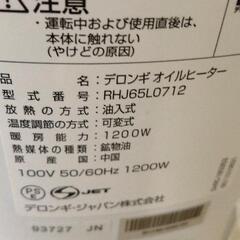 注意
・運転中および使用直後は、
本体に触れない
(やけどの原因)
品名：デロンギ オイルヒーター
型式：RHJ65L0712
放熱の方式：油入式
温度調節の方式：可変式
暖房能力：1200W
熱媒体の種類：鉱物油
原産国：中国
100V 50/60Hz 1200W
PS E JET
デロンギ・ジャパン株式会社
93727 JN